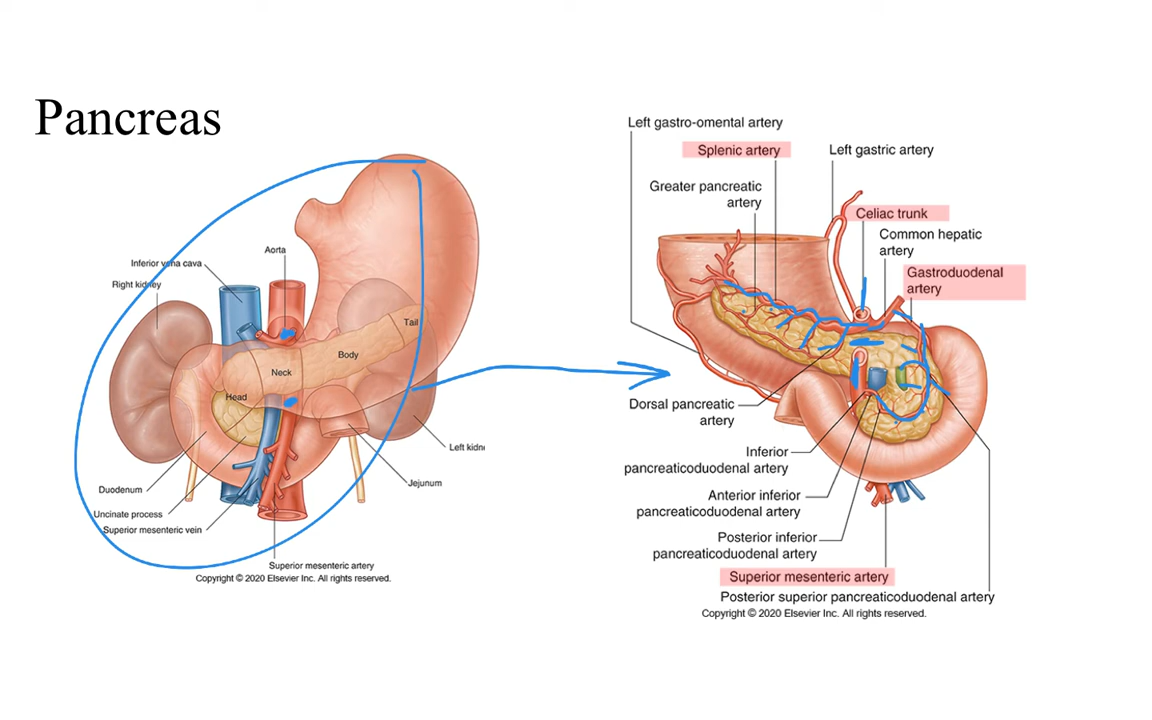 Pancreas
Aorta
Inferior vena cava
Right kidney
Tail
Body
Neck
Head
Left kidn
Duodenum
Jejunum
Uncinate process
Superior mesenteric vein
Superior mesenteric artery
Copyright © 2020 Elsevier Inc. All rights reserved.
Left gastro-omental artery
Splenic artery
Left gastric artery
Greater pancreatic
artery
Celiac trunk
Common hepatic
artery
Gastroduodenal
artery
Dorsal pancreatic
artery
Inferior
pancreaticoduodenal artery
Anterior inferior
pancreaticoduodenal artery
Posterior inferior
pancreaticoduodenal artery
Superior mesenteric artery
Posterior superior pancreaticoduodenal artery
Copyright © 2020 Elsevier Inc. All rights reserved.